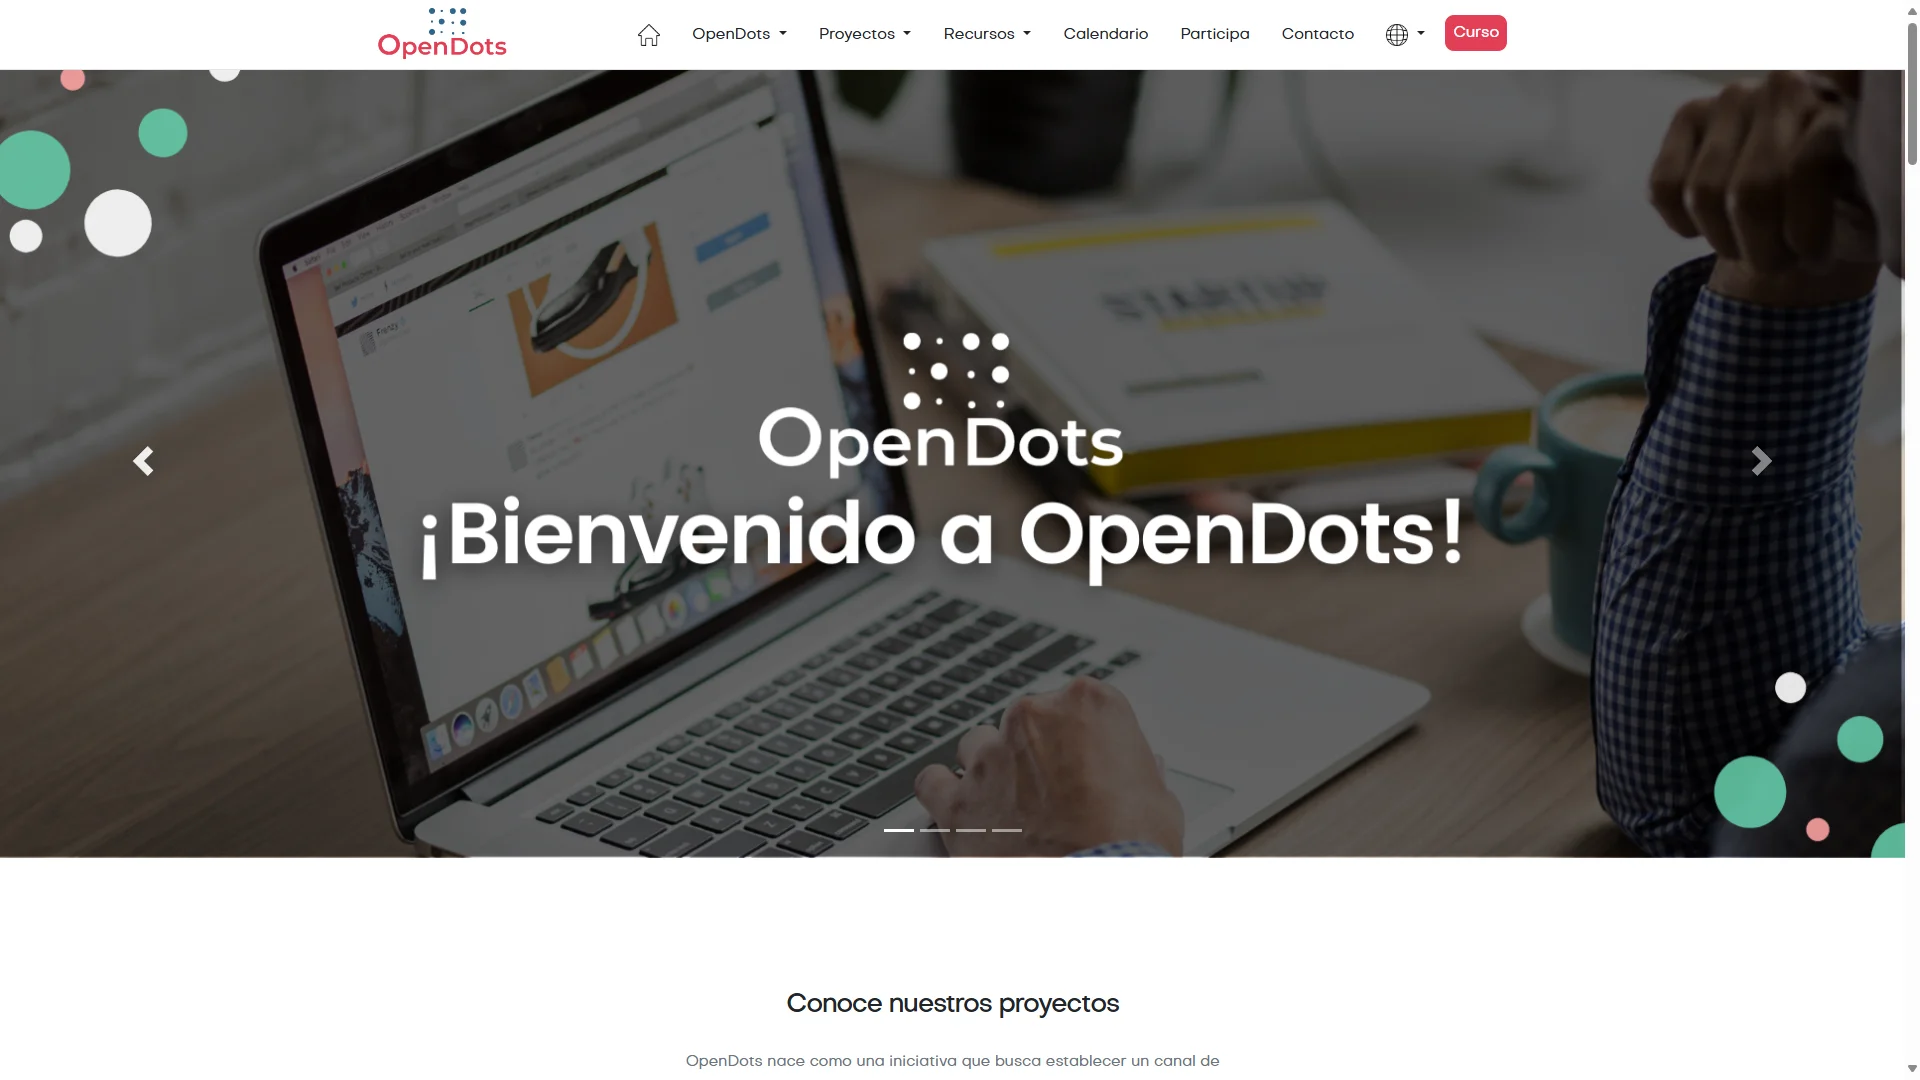 OpenDots
OpenDots
Proyectos
Recursos
Calendario
Participa
Contacto
Curso
STARTUP
OpenDots
¡Bienvenido a OpenDots!
Conoce nuestros proyectos
OpenDots nace como una iniciativa que busca establecer un canal de